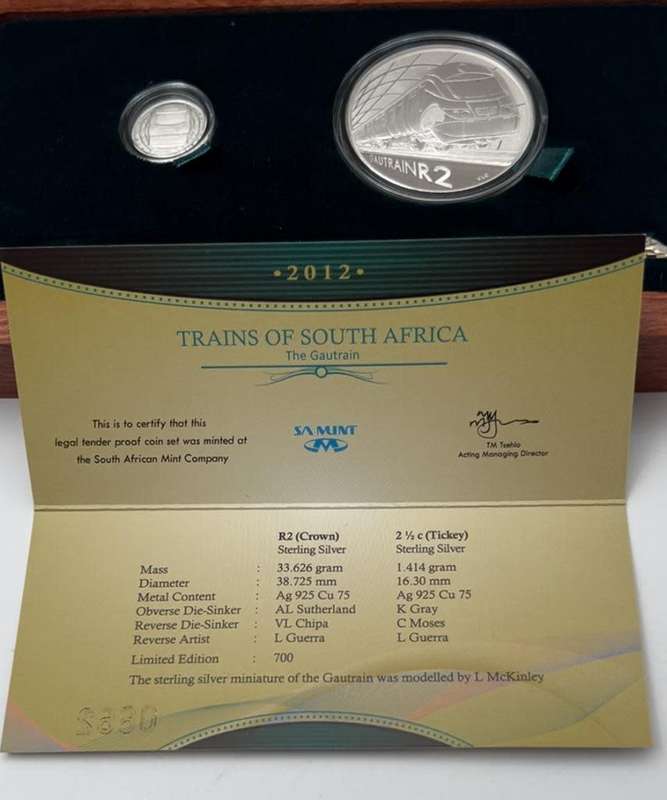 GAUTRAIN R2
VLC
•2012•
TRAINS OF SOUTH AFRICA
The Gautrain
This is to certify that this
legal tender proof coin set was minted at
the South African Mint Company
SA MINT
TM Tsehlo
Acting Managing Director
R2 (Crown) 2 ½ c (Tickey)
Sterling Silver Sterling Silver
Mass : 33.626 gram 1.414 gram
Diameter : 38.725 mm 16.30 mm
Metal Content : Ag 925 Cu 75 Ag 925 Cu 75
Obverse Die-Sinker : AL Sutherland K Gray
Reverse Die-Sinker : VL Chipa C Moses
Reverse Artist : L Guerra L Guerra
Limited Edition : 700
The sterling silver miniature of the Gautrain was modelled by L McKinley